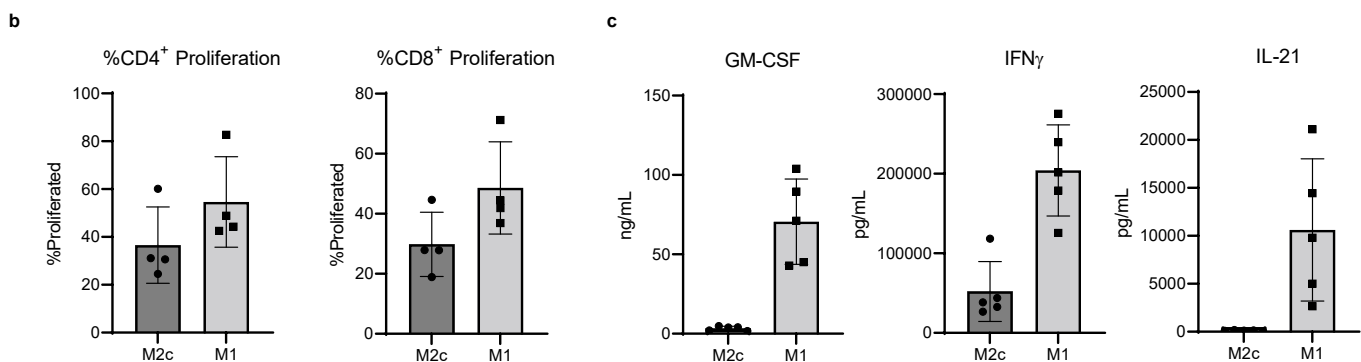 b
%CD4+ Proliferation
%Proliferated
100
80
60
40
20
0
M2c M1
%CD8+ Proliferation
%Proliferated
80
60
40
20
0
M2c M1
c
GM-CSF
ng/mL
150
100
50
0
M2c M1
IFNγ
pg/mL
300000
200000
100000
0
M2c M1
IL-21
pg/mL
25000
20000
15000
10000
5000
0
M2c M1